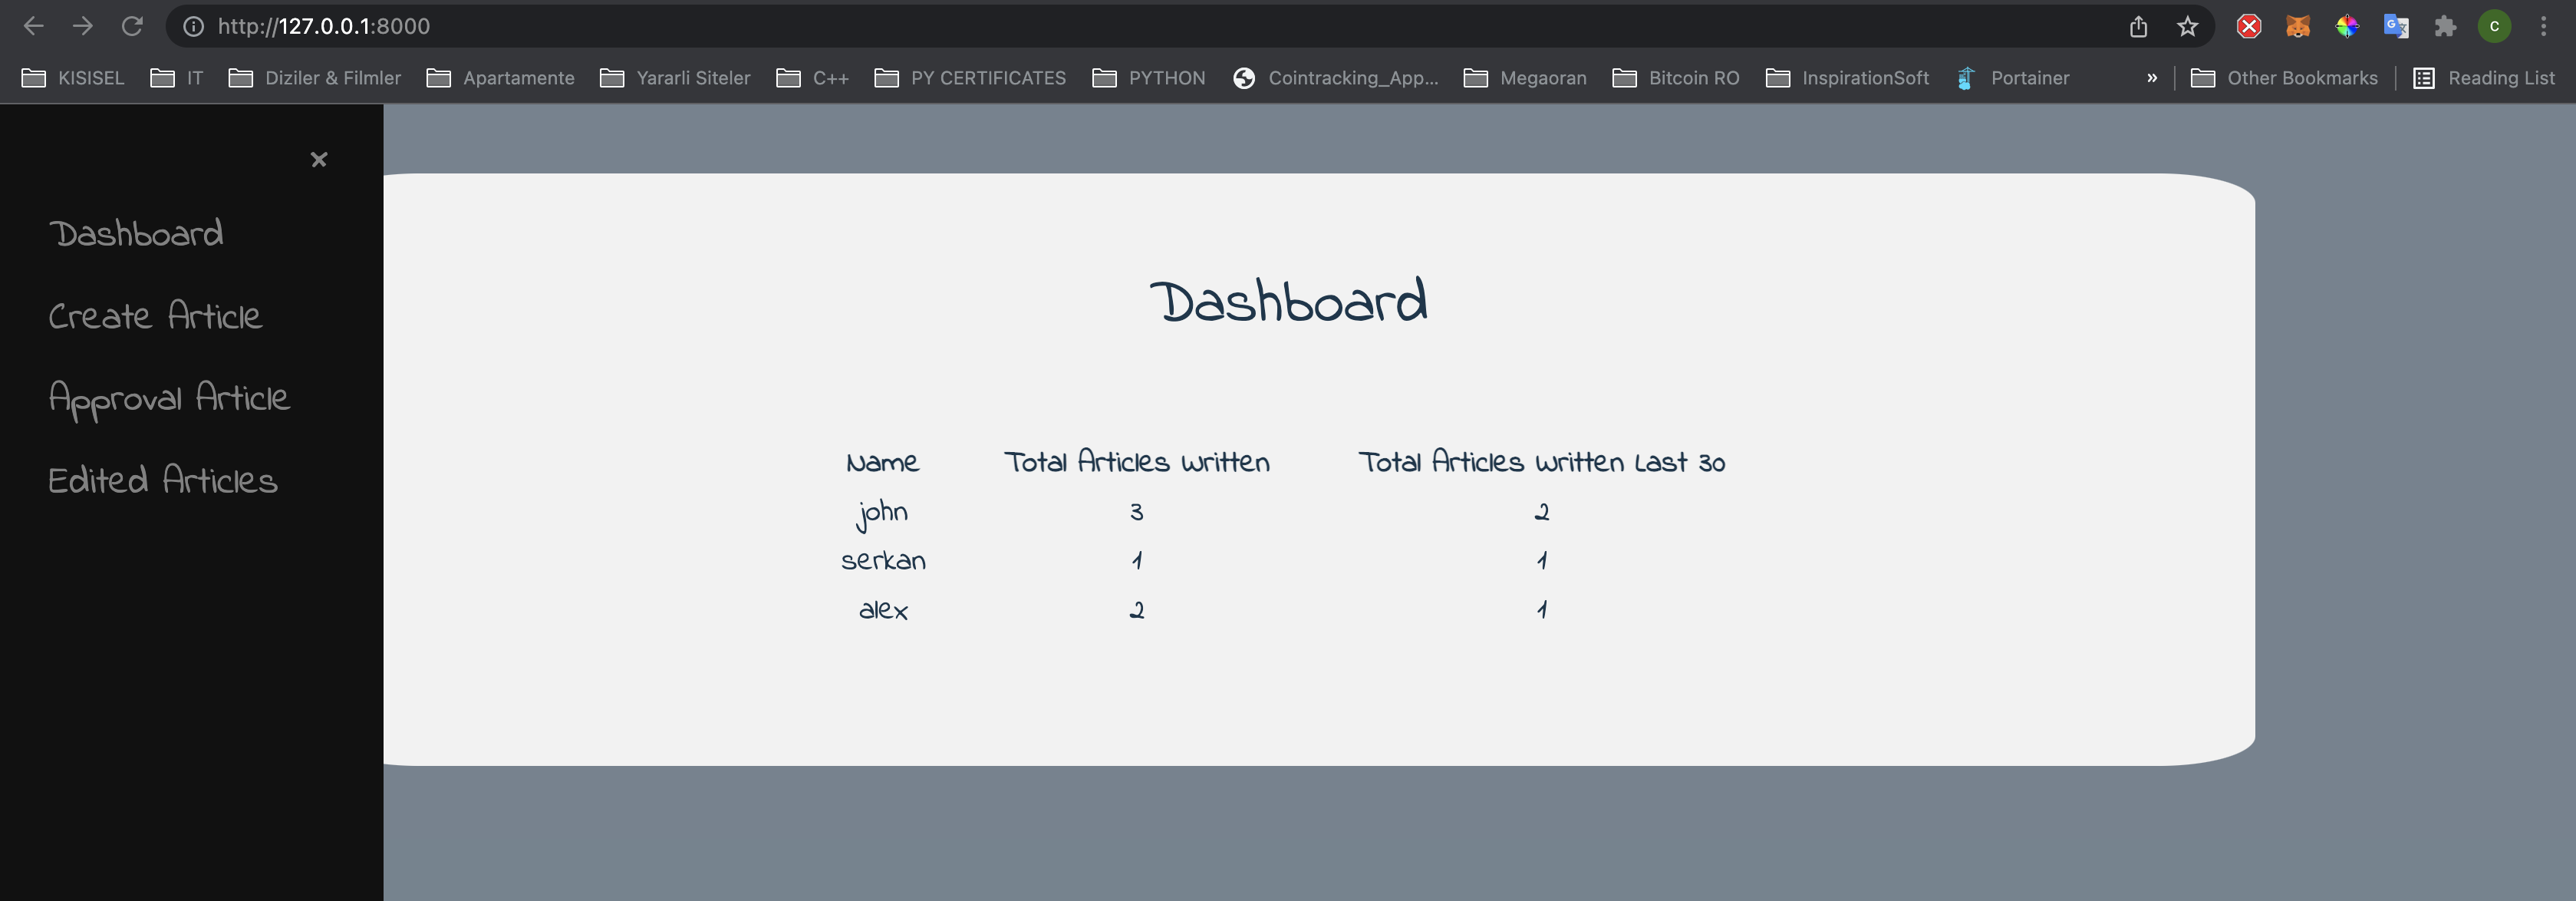 http://127.0.0.1:8000
KISISEL IT Diziler & Filmler Apartamente Yararli Siteler C++ PY CERTIFICATES PYTHON Cointracking_App... Megaoran Bitcoin RO InspirationSoft Portainer » Other Bookmarks Reading List
×
Dashboard
Create Article
Approval Article
Edited Articles
Dashboard
Name Total Articles Written Total Articles Written Last 30
john 3 2
serkan 1 1
alex 2 1